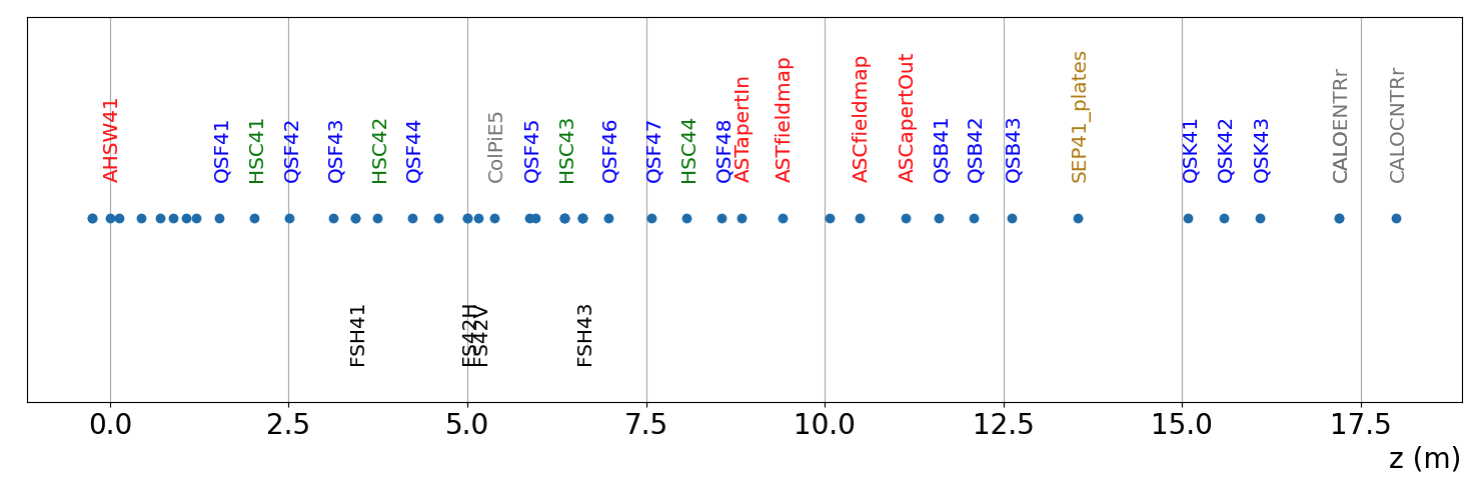 AHSW41
QSF41
HSC41
QSF42
QSF43
HSC42
QSF44
ColPiE5
QSF45
HSC43
QSF46
QSF47
HSC44
QSF48
ASTapertIn
ASTfieldmap
ASCfieldmap
ASCapertOut
QSB41
QSB42
QSB43
SEP41_plates
QSK41
QSK42
QSK43
CALOENTRr
CALOCNTRr
FSH41
FS42H
FS42V
FSH43
0.0 2.5 5.0 7.5 10.0 12.5 15.0 17.5
z (m)